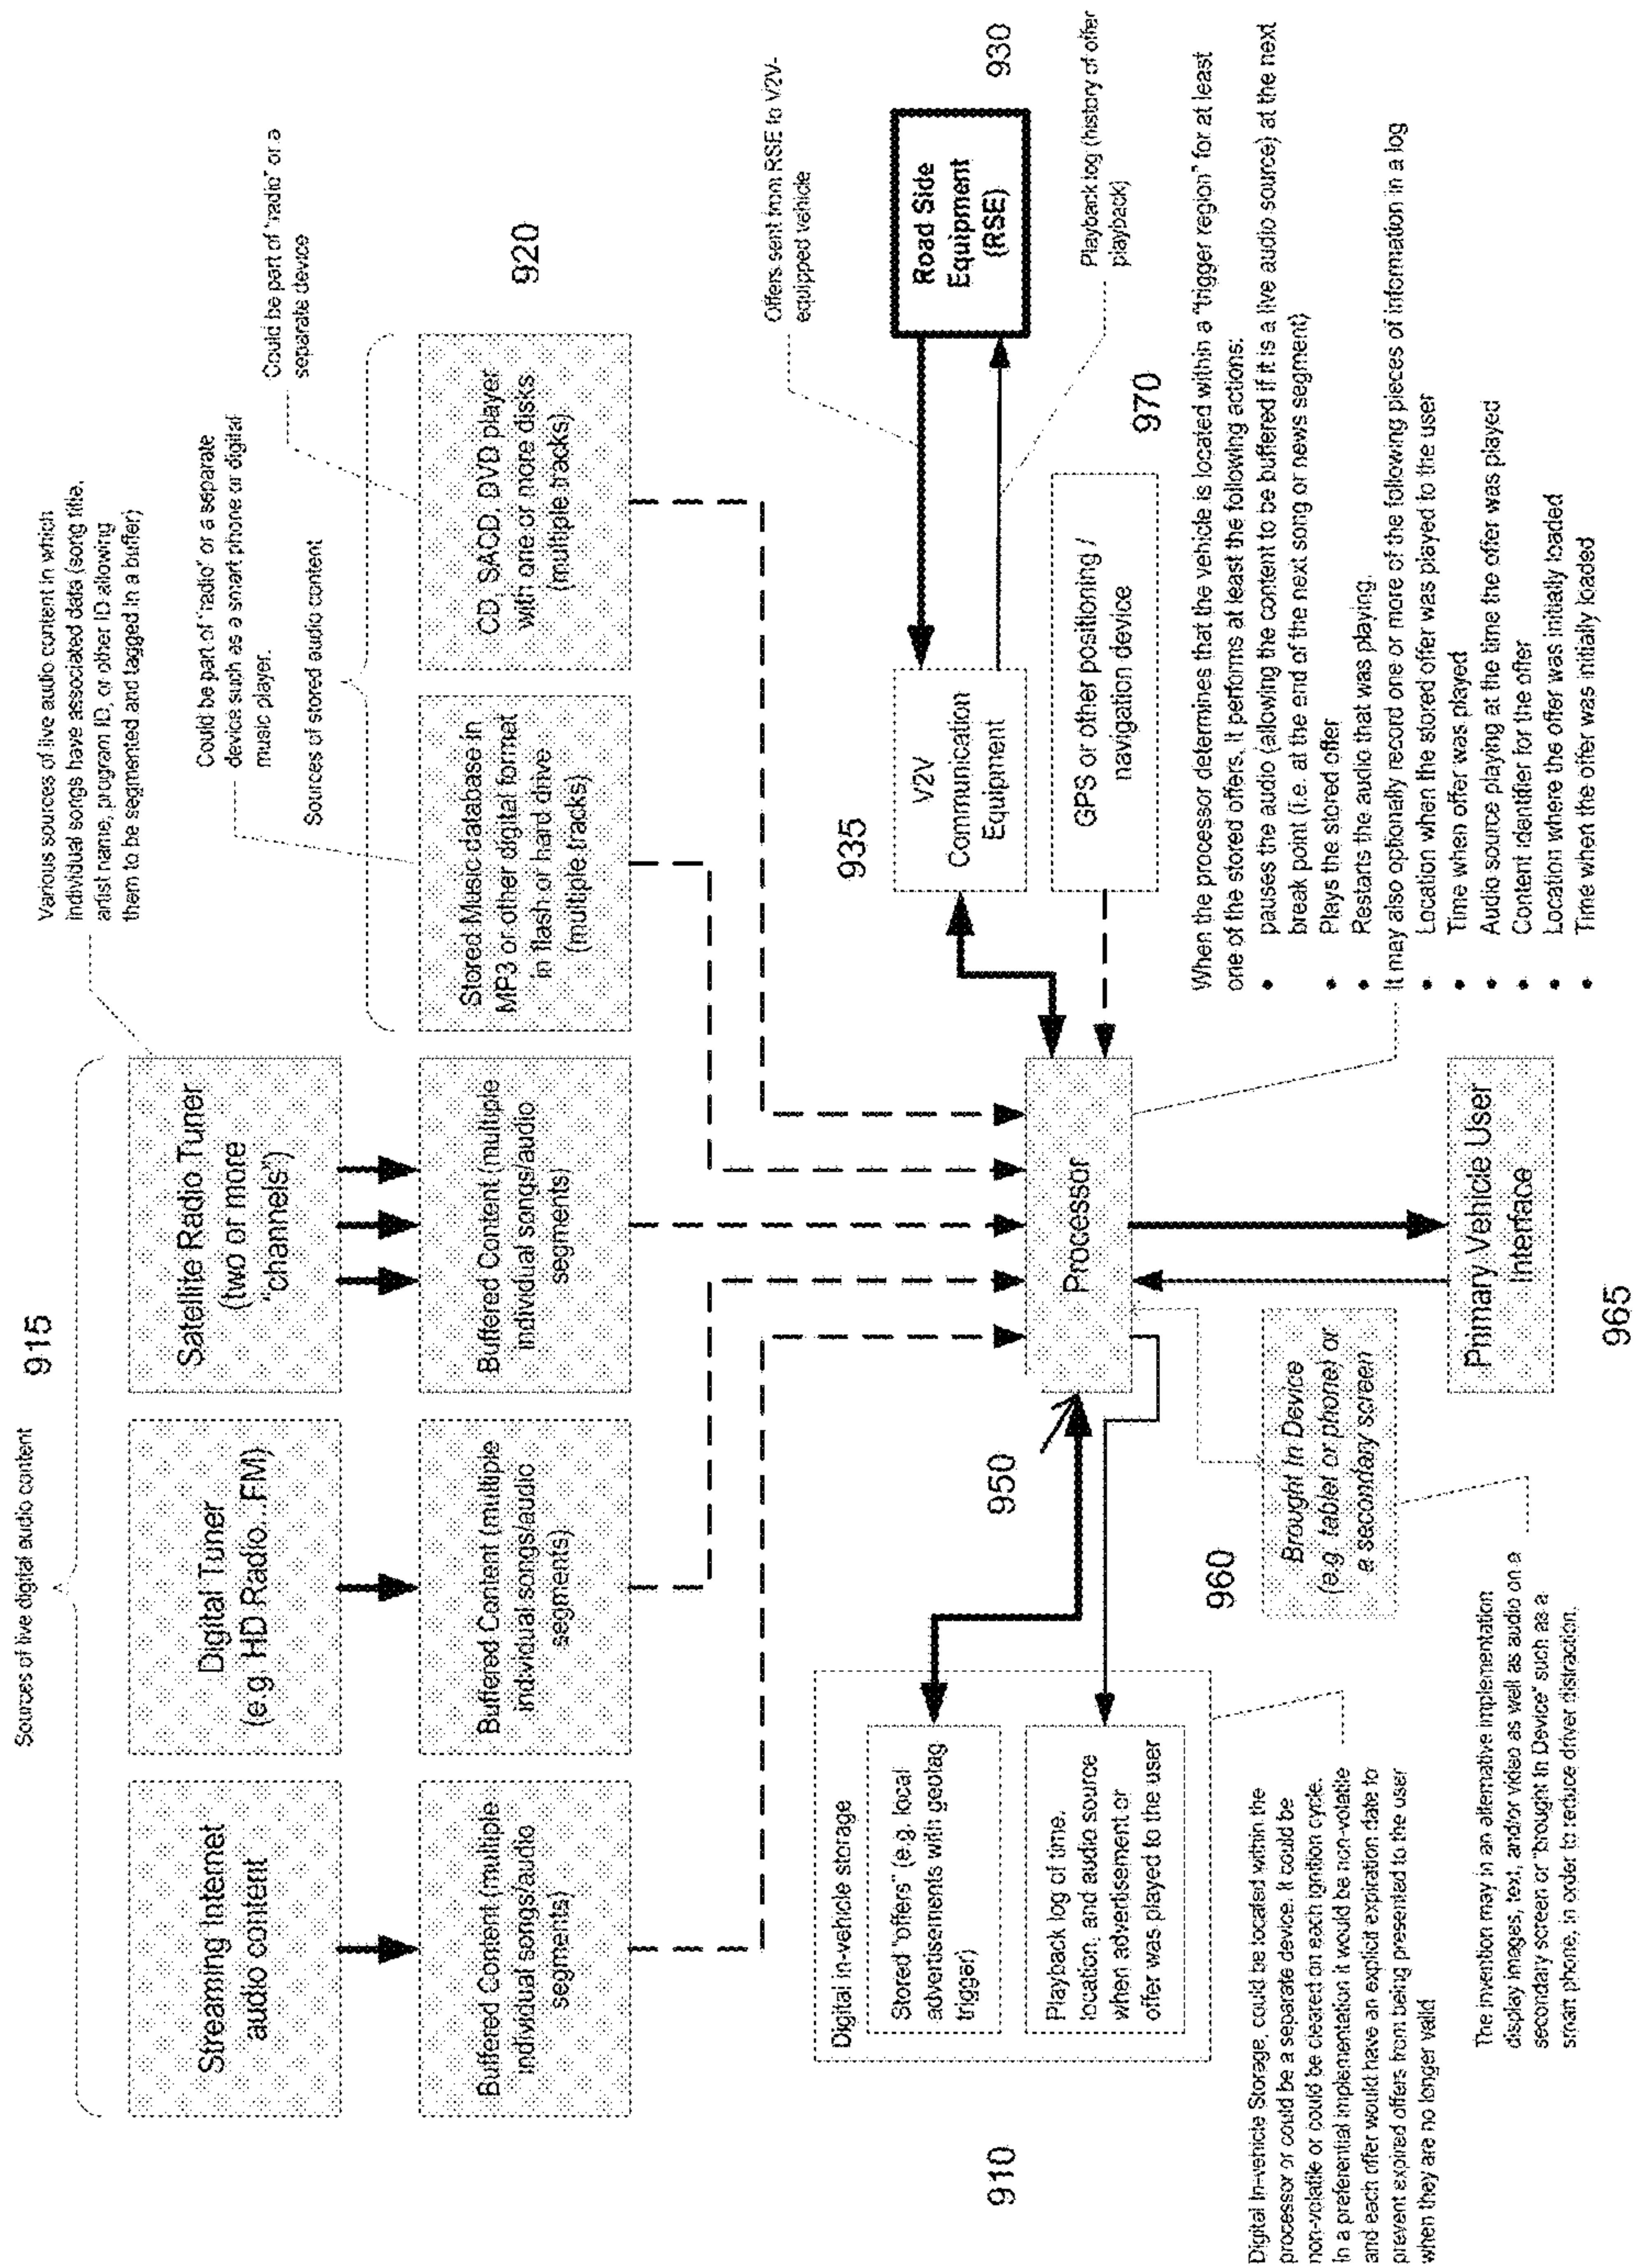 Sources of live digital audio content
915
Various sources of live audio content in which
individual songs have associated data (song title,
artist name, program ID, or other ID allowing
them to be segmented and tagged in a buffer)
Streaming Internet
audio content
Digital Tuner
(e.g. HD Radio...FM)
Satellite Radio Tuner
(two or more
"channels")
Could be part of "radio" or a separate
device such as a smart phone or digital
music player.
Sources of stored audio content
Could be part of "radio" or a
separate device
Buffered Content (multiple
individual songs/audio
segments)
Buffered Content (multiple
individual songs/audio
segments)
Buffered Content (multiple
individual songs/audio
segments)
Stored Music database in
MP3 or other digital format
in flash or hard drive
(multiple tracks)
CD, SACD, DVD player
with one or more disks
(multiple tracks)
920
Offers sent from RSE to V2V-
equipped vehicle
910
Digital in-vehicle storage
Stored "offers" (e.g. local
advertisements with geotag
trigger)
Playback log of time,
location, and audio source
when advertisement or
offer was played to the user
950
Processor
935
V2V
Communication
Equipment
Road Side
Equipment
(RSE)
930
GPS or other positioning /
navigation device
970
Playback log (history of offer
playback)
Digital In-vehicle Storage, could be located within the
processor or could be a separate device. It could be
non-volatile or could be cleared on each ignition cycle.
In a preferential implementation it would be non-volatile
and each offer would have an explicit expiration date to
prevent expired offers from being presented to the user
when they are no longer valid
960
Brought In Device
(e.g. tablet or phone) or
a secondary screen
The invention may in an alternative implementation
display images, text, and/or video as well as audio on a
secondary screen or "brought In Device" such as a
smart phone, in order to reduce driver distraction.
Primary Vehicle User
Interface
965
When the processor determines that the vehicle is located within a "trigger region" for at least
one of the stored offers, it performs at least the following actions:
• pauses the audio (allowing the content to be buffered if it is a live audio source) at the next
break point (i.e. at the end of the next song or news segment)
• Plays the stored offer
• Restarts the audio that was playing.
It may also optionally record one or more of the following pieces of information in a log
• Location when the stored offer was played to the user
• Time when offer was played
• Audio source playing at the time the offer was played
• Content identifier for the offer
• Location where the offer was initially loaded
• Time when the offer was initially loaded